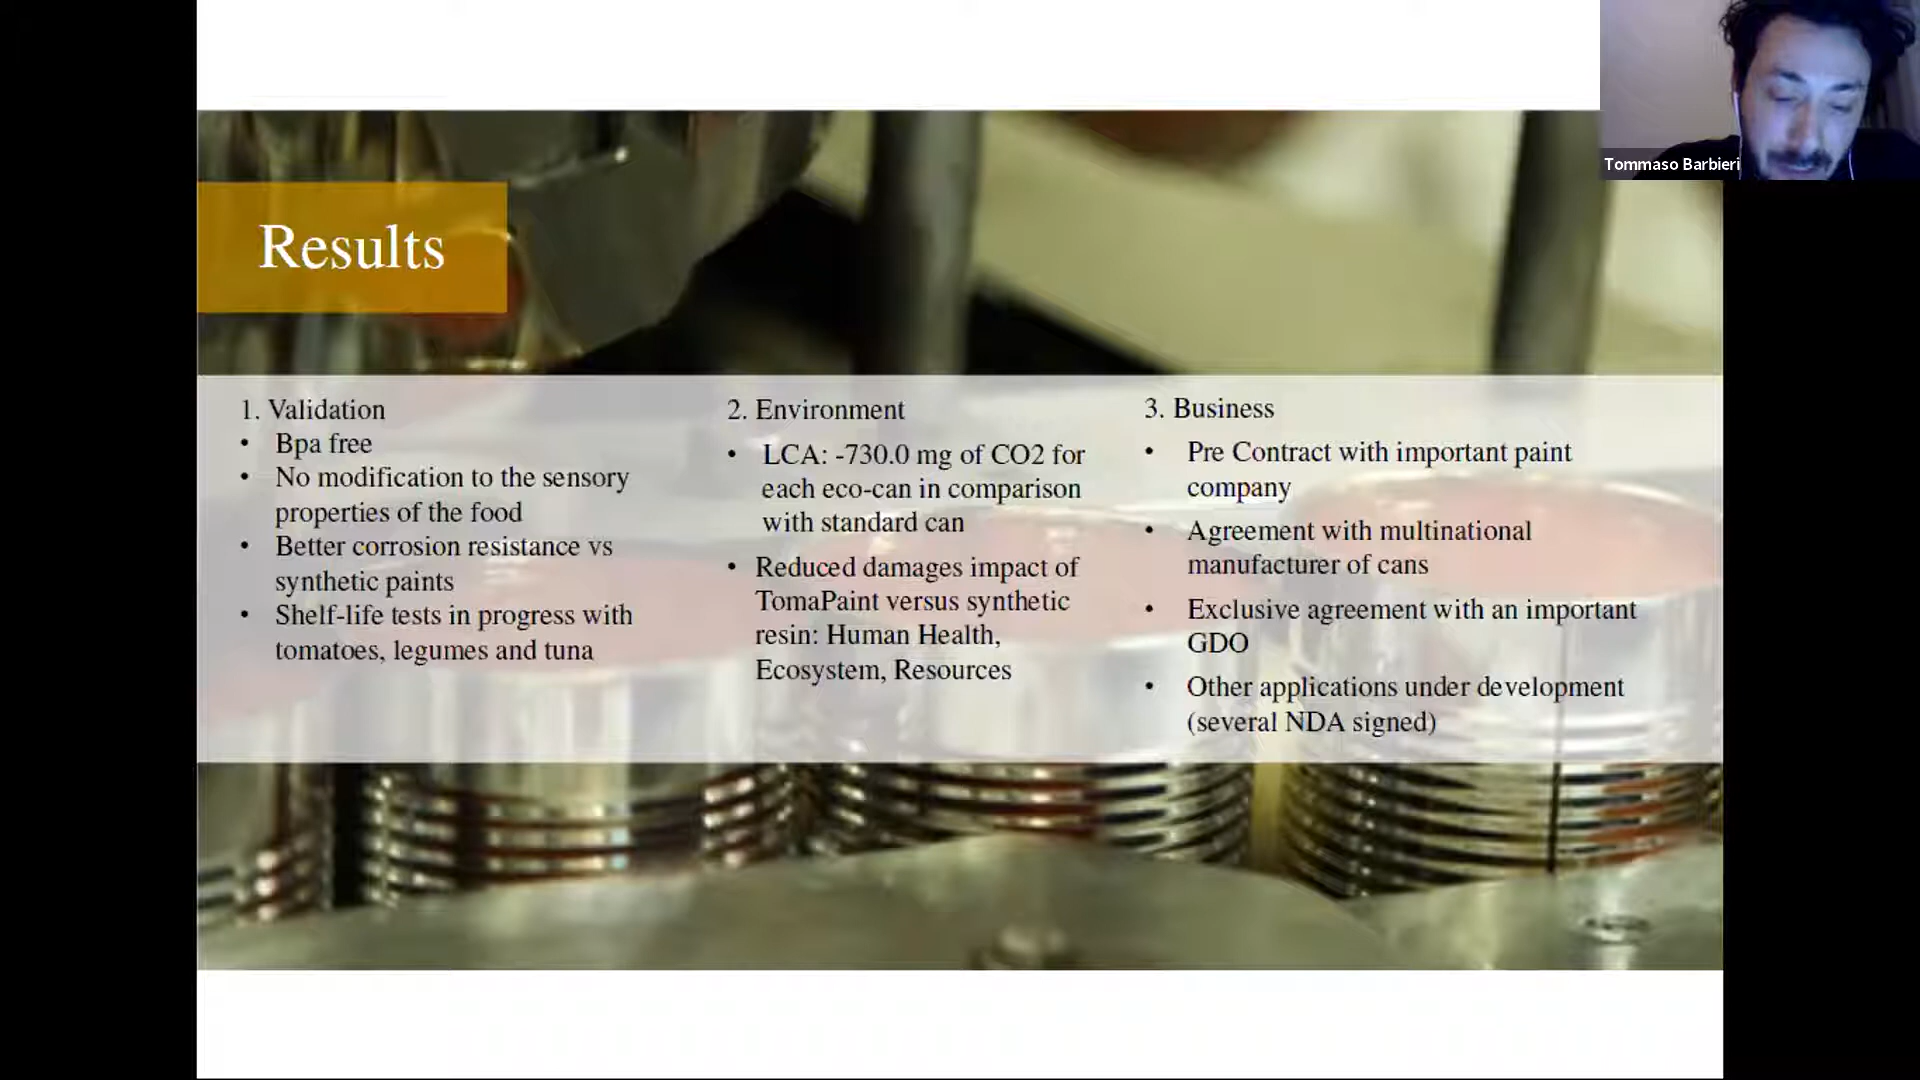 Tommaso Barbieri
Results
1. Validation
• Bpa free
• No modification to the sensory
properties of the food
• Better corrosion resistance vs
synthetic paints
• Shelf-life tests in progress with
tomatoes, legumes and tuna
2. Environment
• LCA: -730.0 mg of CO2 for
each eco-can in comparison
with standard can
• Reduced damages impact of
TomaPaint versus synthetic
resin: Human Health,
Ecosystem, Resources
3. Business
• Pre Contract with important paint
company
• Agreement with multinational
manufacturer of cans
• Exclusive agreement with an important
GDO
• Other applications under development
(several NDA signed)